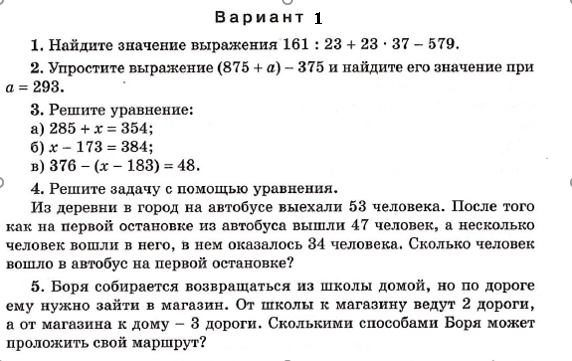 Вариант 1
1. Найдите значение выражения 161 : 23 + 23 · 37 – 579.
2. Упростите выражение (875 + a) – 375 и найдите его значение при
a = 293.
3. Решите уравнение:
а) 285 + x = 354;
б) x – 173 = 384;
в) 376 – (x – 183) = 48.
4. Решите задачу с помощью уравнения.
Из деревни в город на автобусе выехали 53 человека. После того
как на первой остановке из автобуса вышли 47 человек, а несколько
человек вошли в него, в нем оказалось 34 человека. Сколько человек
вошло в автобус на первой остановке?
5. Боря собирается возвращаться из школы домой, но по дороге
ему нужно зайти в магазин. От школы к магазину ведут 2 дороги,
а от магазина к дому – 3 дороги. Сколькими способами Боря может
проложить свой маршрут?